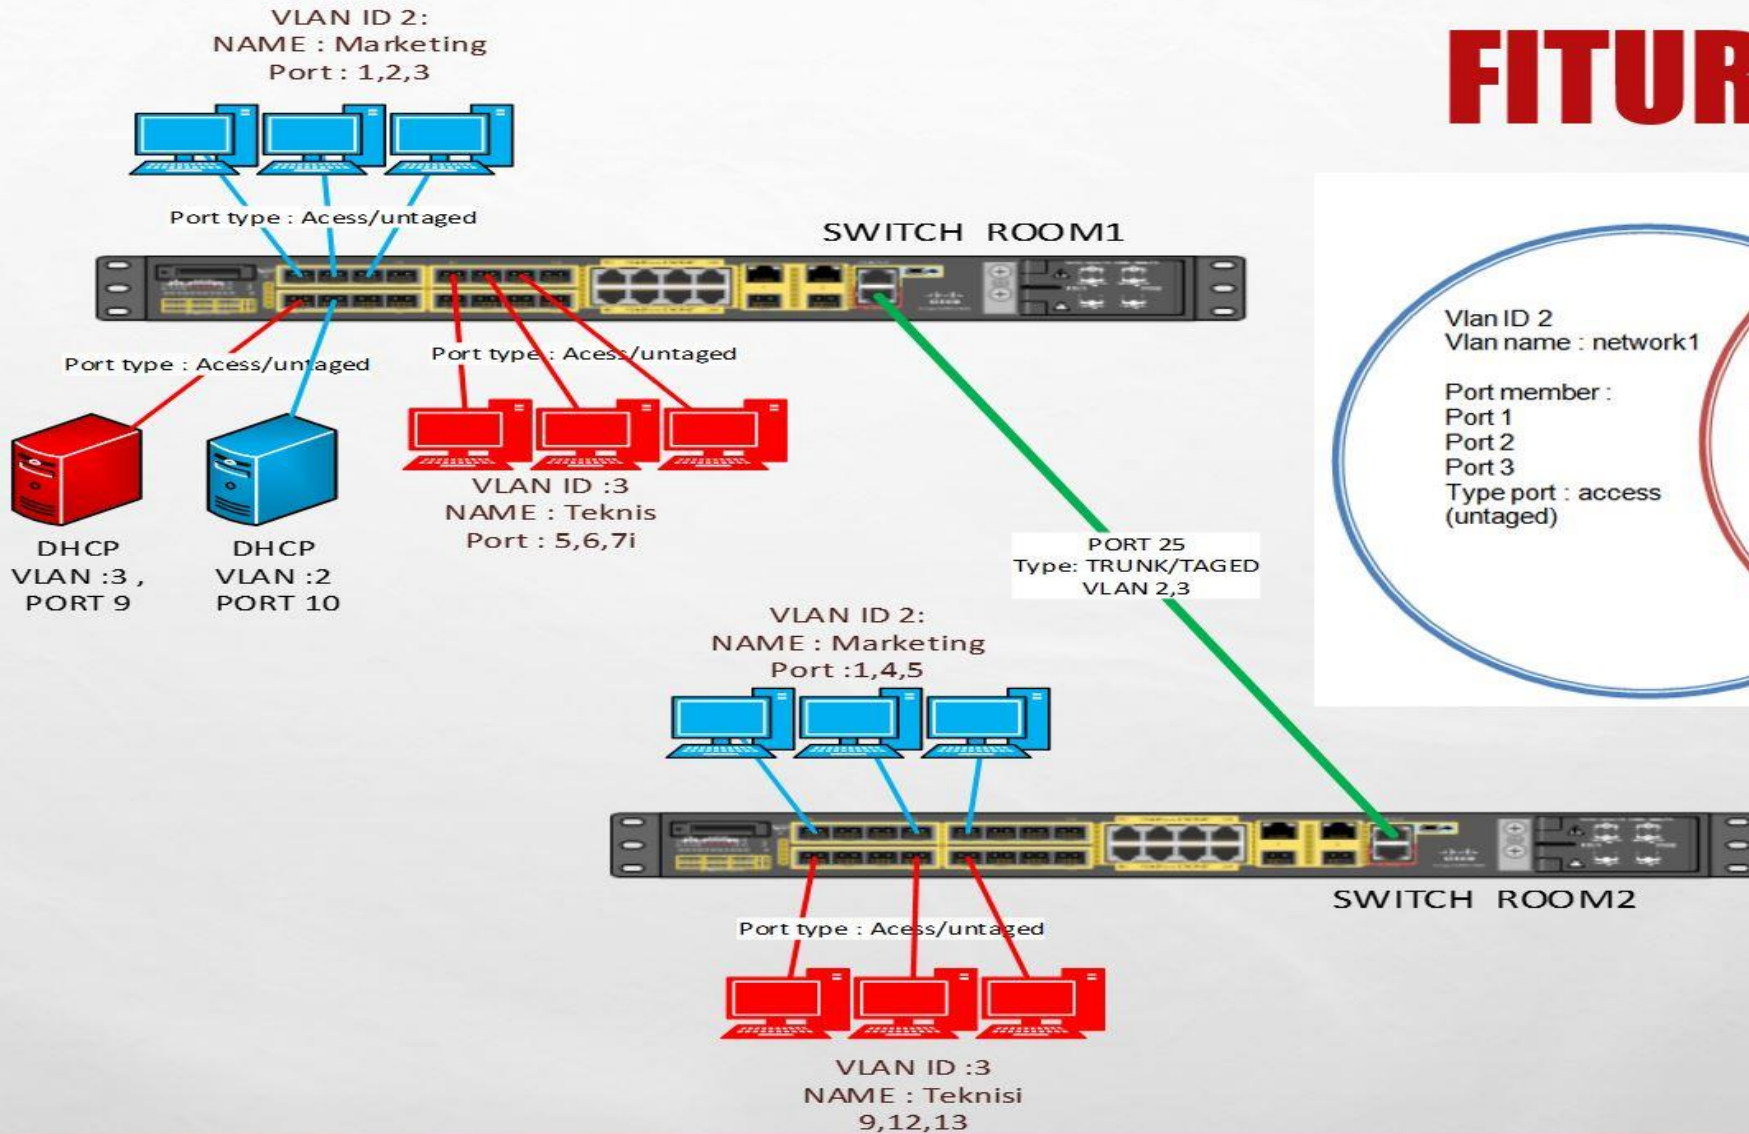 VLAN ID 2:
NAME : Marketing
Port : 1,2,3
FITUR
Port type : Acess/untaged
SWITCH ROOM1
Port type : Acess/untaged
Port type : Acess/untaged
DHCP
VLAN :3 ,
PORT 9
DHCP
VLAN :2
PORT 10
VLAN ID :3
NAME : Teknis
Port : 5,6,7i
Vlan ID 2
Vlan name : network1
Port member :
Port 1
Port 2
Port 3
Type port : access
(untaged)
PORT 25
Type: TRUNK/TAGED
VLAN 2,3
VLAN ID 2:
NAME : Marketing
Port :1,4,5
SWITCH ROOM2
Port type : Acess/untaged
VLAN ID :3
NAME : Teknisi
9,12,13